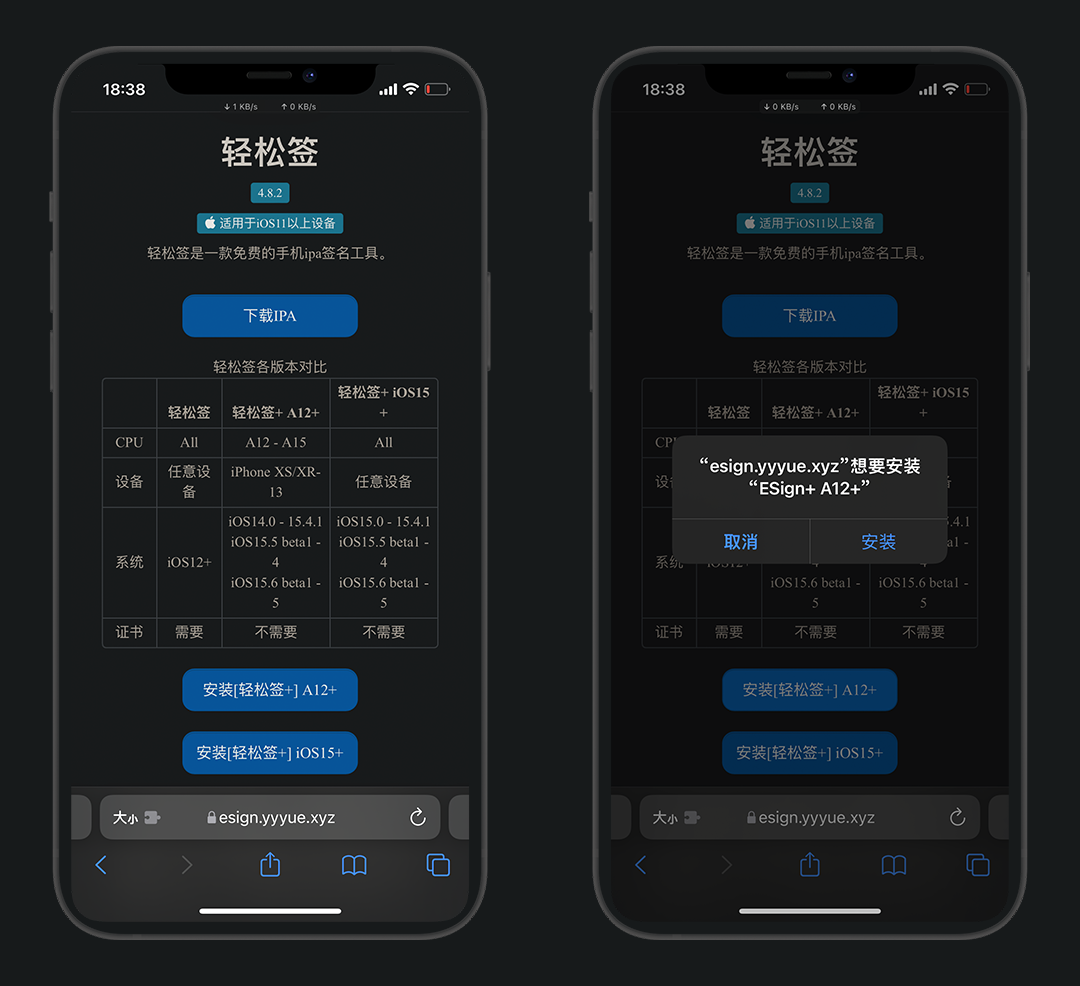 18:38
↓ 1 KB/s ↑ 0 KB/s
轻松签
4.8.2
适用于iOS11以上设备
轻松签是一款免费的手机ipa签名工具。
下载IPA
轻松签各版本对比
轻松签 轻松签+ A12+ 轻松签+ iOS15+
CPU All A12 - A15 All
设备 任意设备 iPhone XS/XR-13 任意设备
系统 iOS12+ iOS14.0 - 15.4.1 iOS15.5 beta1 - 4 iOS15.6 beta1 - 5 iOS15.0 - 15.4.1 iOS15.5 beta1 - 4 iOS15.6 beta1 - 5
证书 需要 不需要 不需要
安装[轻松签+] A12+
安装[轻松签+] iOS15+
大小 esign.yyyue.xyz
18:38
↓ 0 KB/s ↑ 0 KB/s
轻松签
4.8.2
适用于iOS11以上设备
轻松签是一款免费的手机ipa签名工具。
下载IPA
轻松签各版本对比
轻松签 轻松签+ A12+ 轻松签+ iOS15+
“esign.yyyue.xyz”想要安装
“ESign+ A12+”
取消 安装
系统
iOS15.6 beta1 - 5 iOS15.6 beta1 - 5
证书 需要 不需要 不需要
安装[轻松签+] A12+
安装[轻松签+] iOS15+
大小 esign.yyyue.xyz